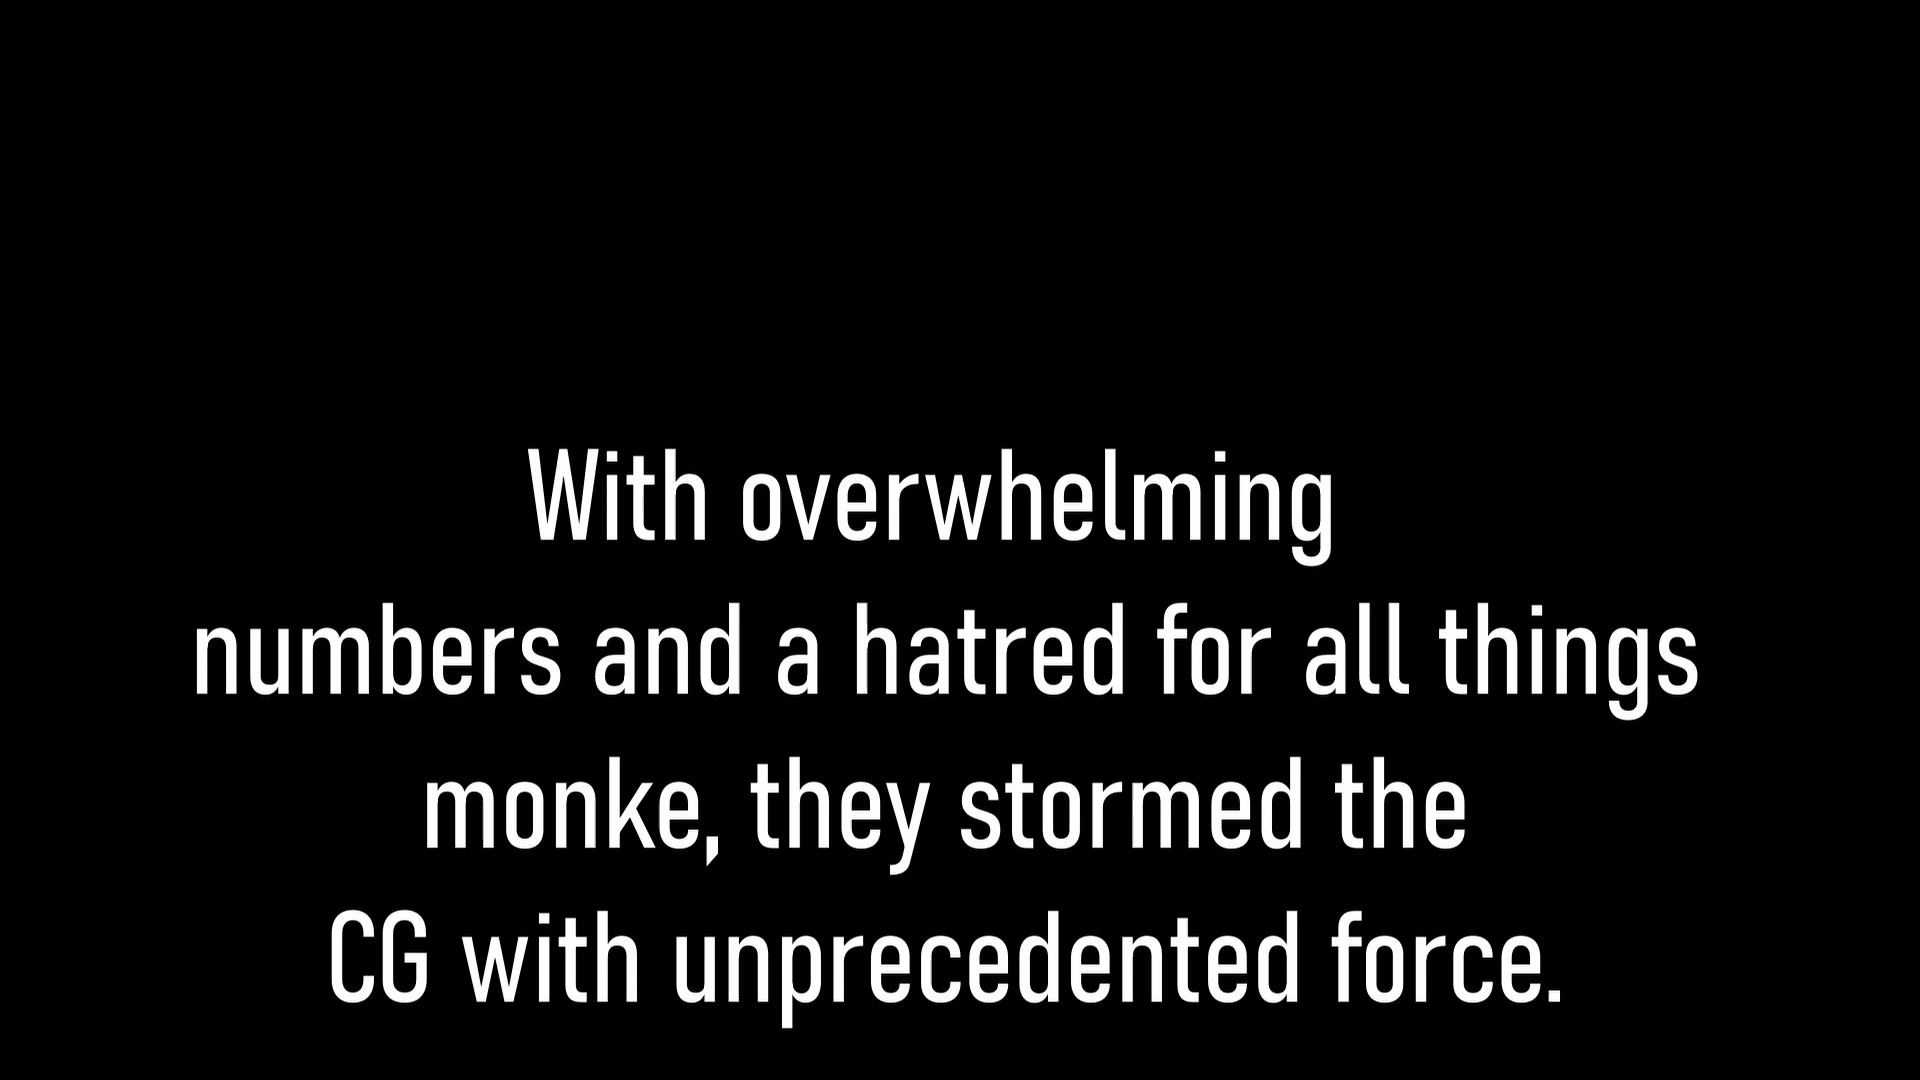 With overwhelming
numbers and a hatred for all things
monke, they stormed the
CG with unprecedented force.